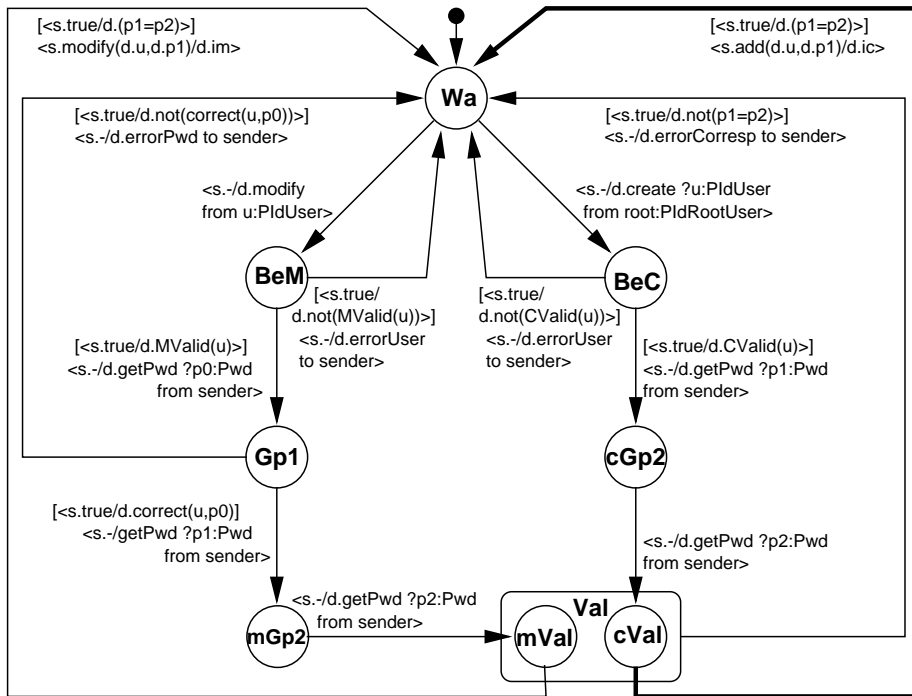 [<s.true/d.(p1=p2)>]
<s.modify(d.u,d.p1)/d.im>
[<s.true/d.(p1=p2)>]
<s.add(d.u,d.p1)/d.ic>
Wa
[<s.true/d.not(correct(u,p0))>]
<s.-/d.errorPwd to sender>
[<s.true/d.not(p1=p2)>]
<s.-/d.errorCorresp to sender>
<s.-/d.modify
from u:PIdUser>
<s.-/d.create ?u:PIdUser
from root:PIdRootUser>
BeM
BeC
[<s.true/
d.not(MValid(u))>]
<s.-/d.errorUser
to sender>
[<s.true/
d.not(CValid(u))>]
<s.-/d.errorUser
to sender>
[<s.true/d.MValid(u)>]
<s.-/d.getPwd ?p0:Pwd
from sender>
[<s.true/d.CValid(u)>]
<s.-/d.getPwd ?p1:Pwd
from sender>
Gp1
cGp2
[<s.true/d.correct(u,p0)]
<s.-/getPwd ?p1:Pwd
from sender>
<s.-/d.getPwd ?p2:Pwd
from sender>
<s.-/d.getPwd ?p2:Pwd
from sender>
mGp2
Val
mVal
cVal